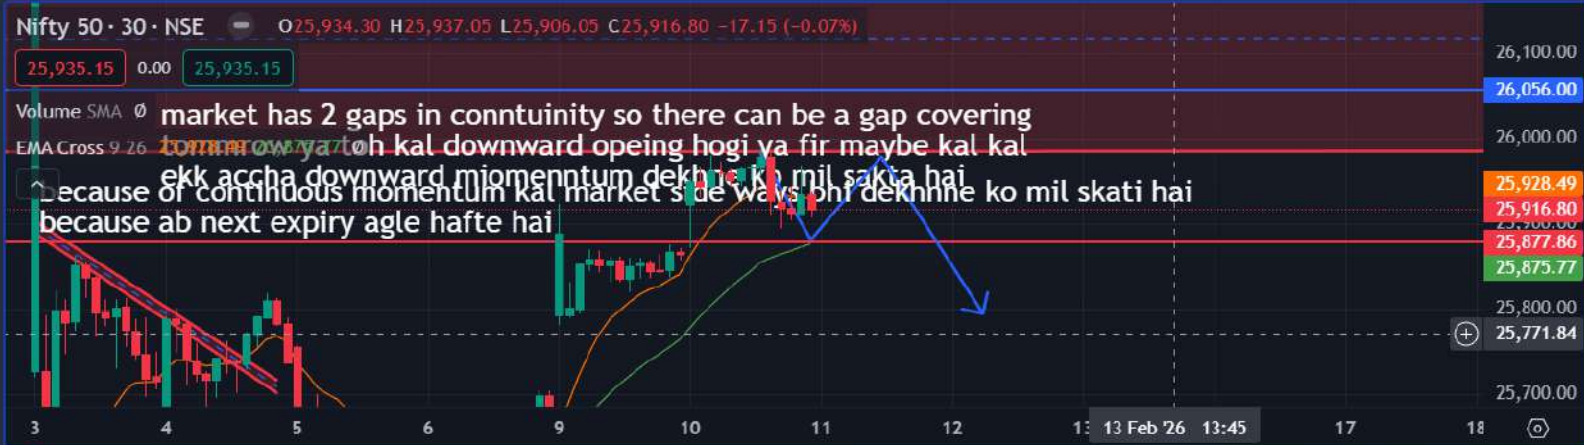 Nifty 50 · 30 · NSE O25,934.30 H25,937.05 L25,906.05 C25,916.80 −17.15 (−0.07%)
25,935.15 0.00 25,935.15
Volume SMA Ø
EMA Cross 9 26 Ø
market has 2 gaps in conntuinity so there can be a gap covering
tommrow ya toh kal downward opeing hogi ya fir maybe kal kal
ekk accha downward miomenntum dekhne ko mil sakta hai
because of continuous momentum kal market side ways bhi dekhnne ko mil skati hai
because ab next expiry agle hafte hai
26,100.00
26,056.00
26,000.00
25,928.49
25,916.80
25,900.00
25,877.86
25,875.77
25,800.00
25,771.84
25,700.00
3 4 5 6 9 10 11 12 13 Feb '26 13:45 17 18